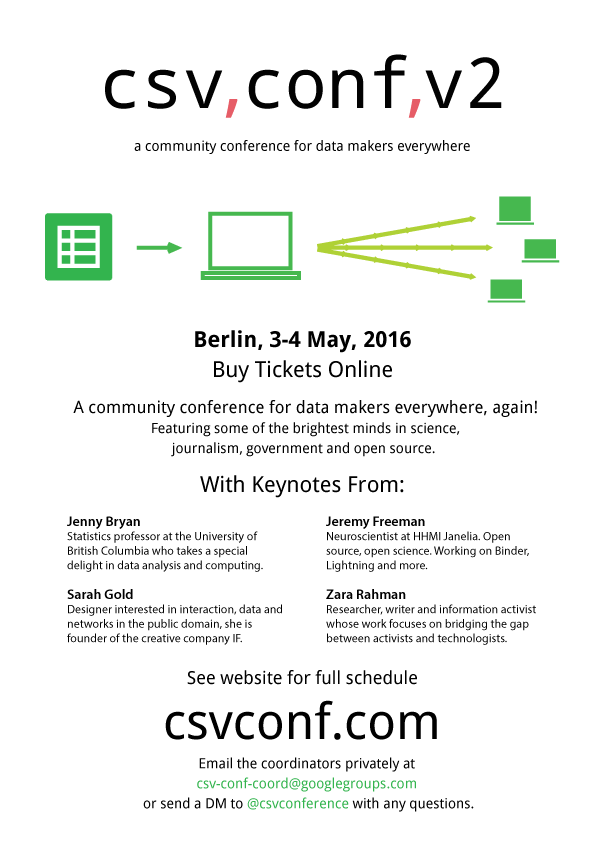 csv,conf,v2
a community conference for data makers everywhere
Berlin, 3-4 May, 2016
Buy Tickets Online
A community conference for data makers everywhere, again!
Featuring some of the brightest minds in science,
journalism, government and open source.
With Keynotes From:
Jenny Bryan
Statistics professor at the University of
British Columbia who takes a special
delight in data analysis and computing.
Jeremy Freeman
Neuroscientist at HHMI Janelia. Open
source, open science. Working on Binder,
Lightning and more.
Sarah Gold
Designer interested in interaction, data and
networks in the public domain, she is
founder of the creative company IF.
Zara Rahman
Researcher, writer and information activist
whose work focuses on bridging the gap
between activists and technologists.
See website for full schedule
csvconf.com
Email the coordinators privately at
csv-conf-coord@googlegroups.com
or send a DM to @csvconference with any questions.